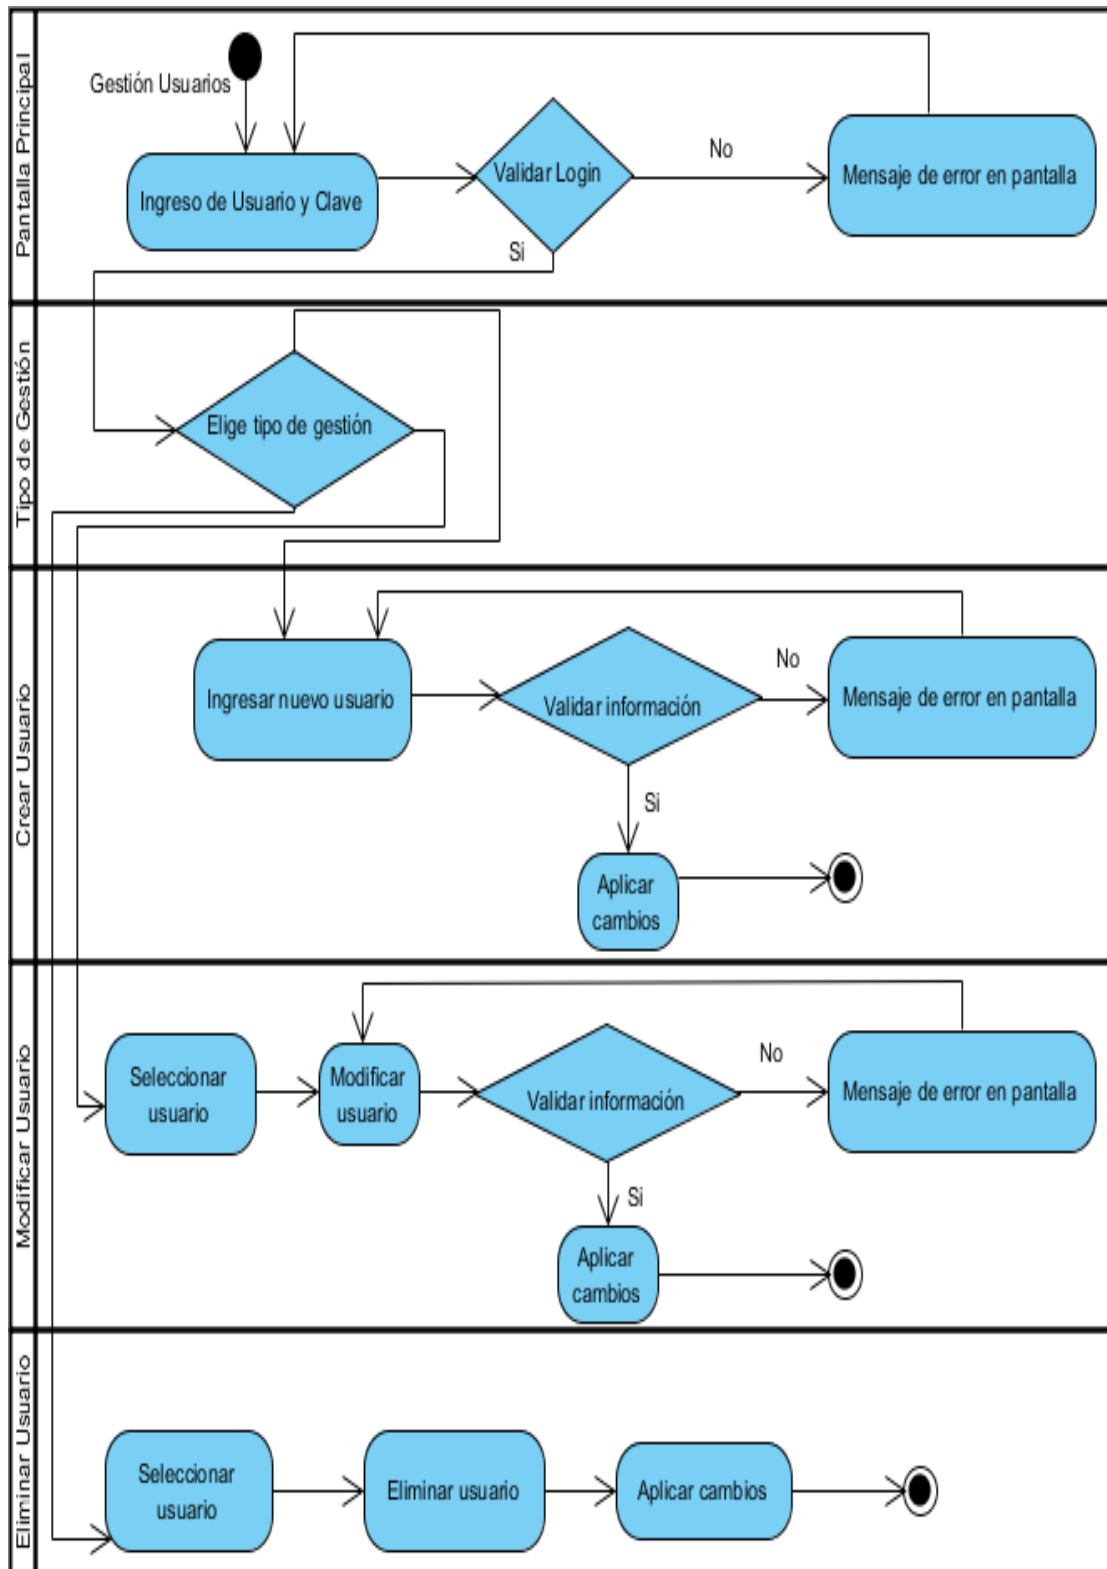 Pantalla Principal
Gestión Usuarios
Ingreso de Usuario y Clave
Validar Login
No
Mensaje de error en pantalla
Si
Tipo de Gestión
Elige tipo de gestión
Crear Usuario
Ingresar nuevo usuario
Validar información
No
Mensaje de error en pantalla
Si
Aplicar
cambios
Modificar Usuario
Seleccionar
usuario
Modificar
usuario
Validar información
No
Mensaje de error en pantalla
Si
Aplicar
cambios
Eliminar Usuario
Seleccionar
usuario
Eliminar usuario
Aplicar cambios